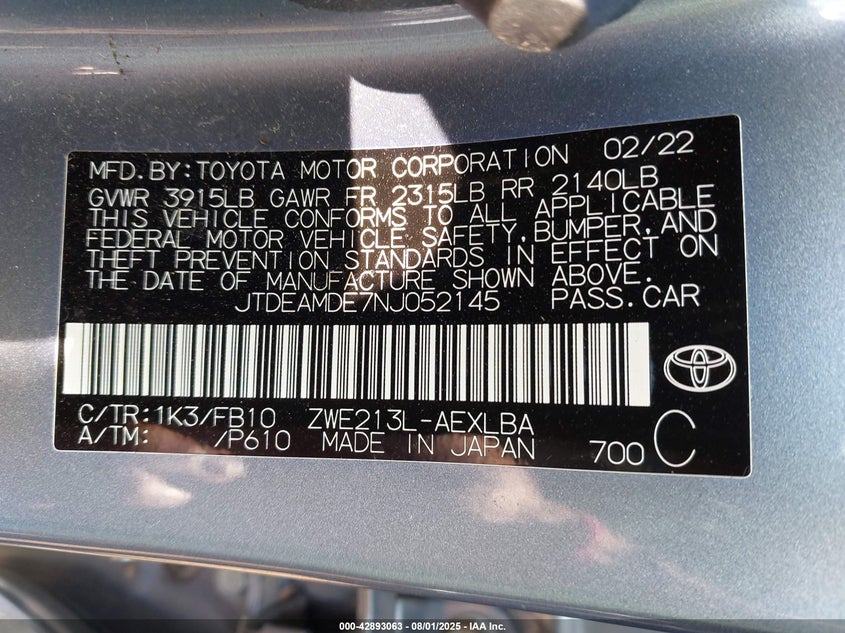 MFD.BY:TOYOTA MOTOR CORPORATION 02/22
GVWR 3915LB GAWR FR 2315LB RR 2140LB
THIS VEHICLE CONFORMS TO ALL APPLICABLE
FEDERAL MOTOR VEHICLE SAFETY,BUMPER,AND
THEFT PREVENTION STANDARDS IN EFFECT ON
THE DATE OF MANUFACTURE SHOWN ABOVE.
JTDEAMDE7NJ052145 PASS.CAR
C/TR:1K3/FB10 ZWE213L-AEXLBA
A/TM: /P610 MADE IN JAPAN 700 C
000-42893063 - 08/01/2025 - IAA Inc.